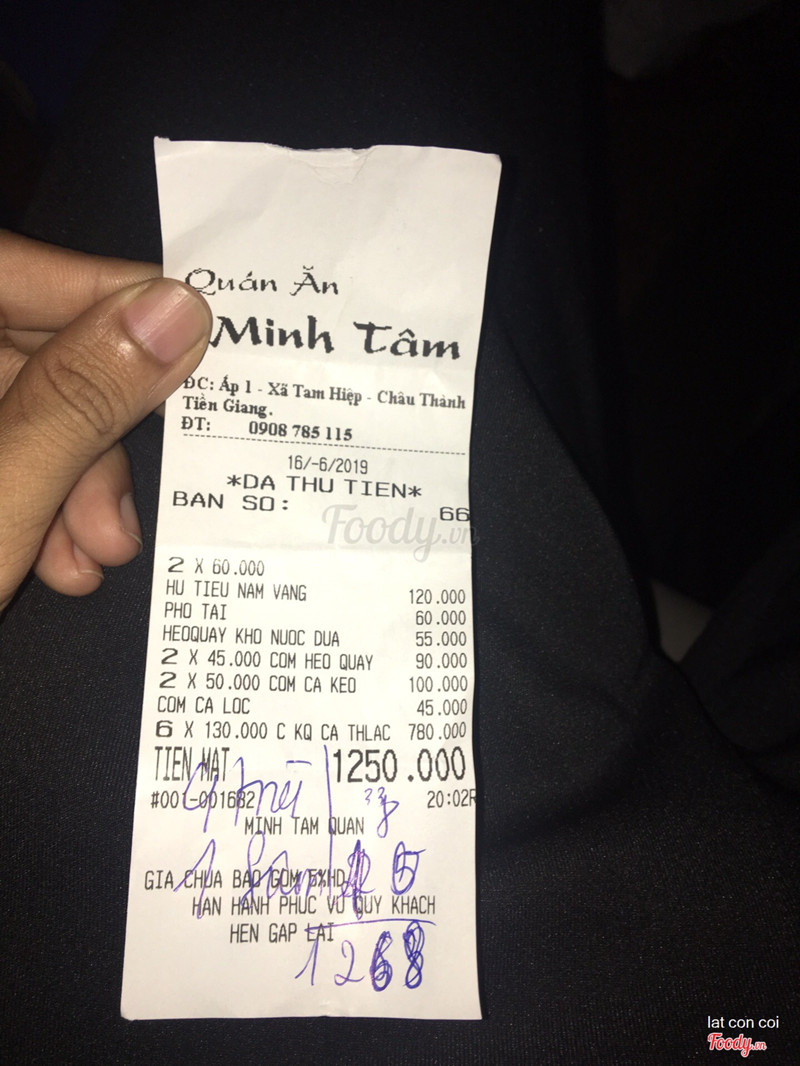 Quán Ăn
Minh Tâm
ĐC: Ấp 1 - Xã Tam Hiệp - Châu Thành
Tiền Giang.
ĐT: 0908 785 115
16/-6/2019
*DA THU TIEN*
BAN SO: 66
Foody.vn
2 X 60.000
HU TIEU NAM VANG 120.000
PHO TAI 60.000
HEOQUAY KHO NUOC DUA 55.000
2 X 45.000 COM HEO QUAY 90.000
2 X 50.000 COM CA KEO 100.000
COM CA LOC 45.000
6 X 130.000 C KQ CA THLAC 780.000
TIEN MAT 1250.000
#001-001682 20:02R
MINH TAM QUAN
GIA CHUA BAO GOM 5%HD
5
HAN HANH PHUC VU QUY KHACH
HEN GAP LAI
1268
lat con coi
Foody.vn